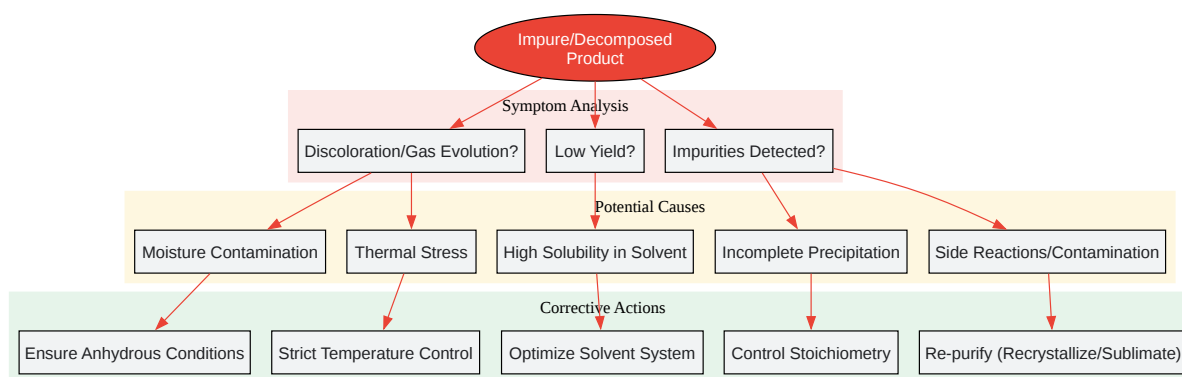 Impure/Decomposed
Product
Symptom Analysis
Discoloration/Gas Evolution?
Low Yield?
Impurities Detected?
Potential Causes
Moisture Contamination
Thermal Stress
High Solubility in Solvent
Incomplete Precipitation
Side Reactions/Contamination
Corrective Actions
Ensure Anhydrous Conditions
Strict Temperature Control
Optimize Solvent System
Control Stoichiometry
Re-purify (Recrystallize/Sublimate)